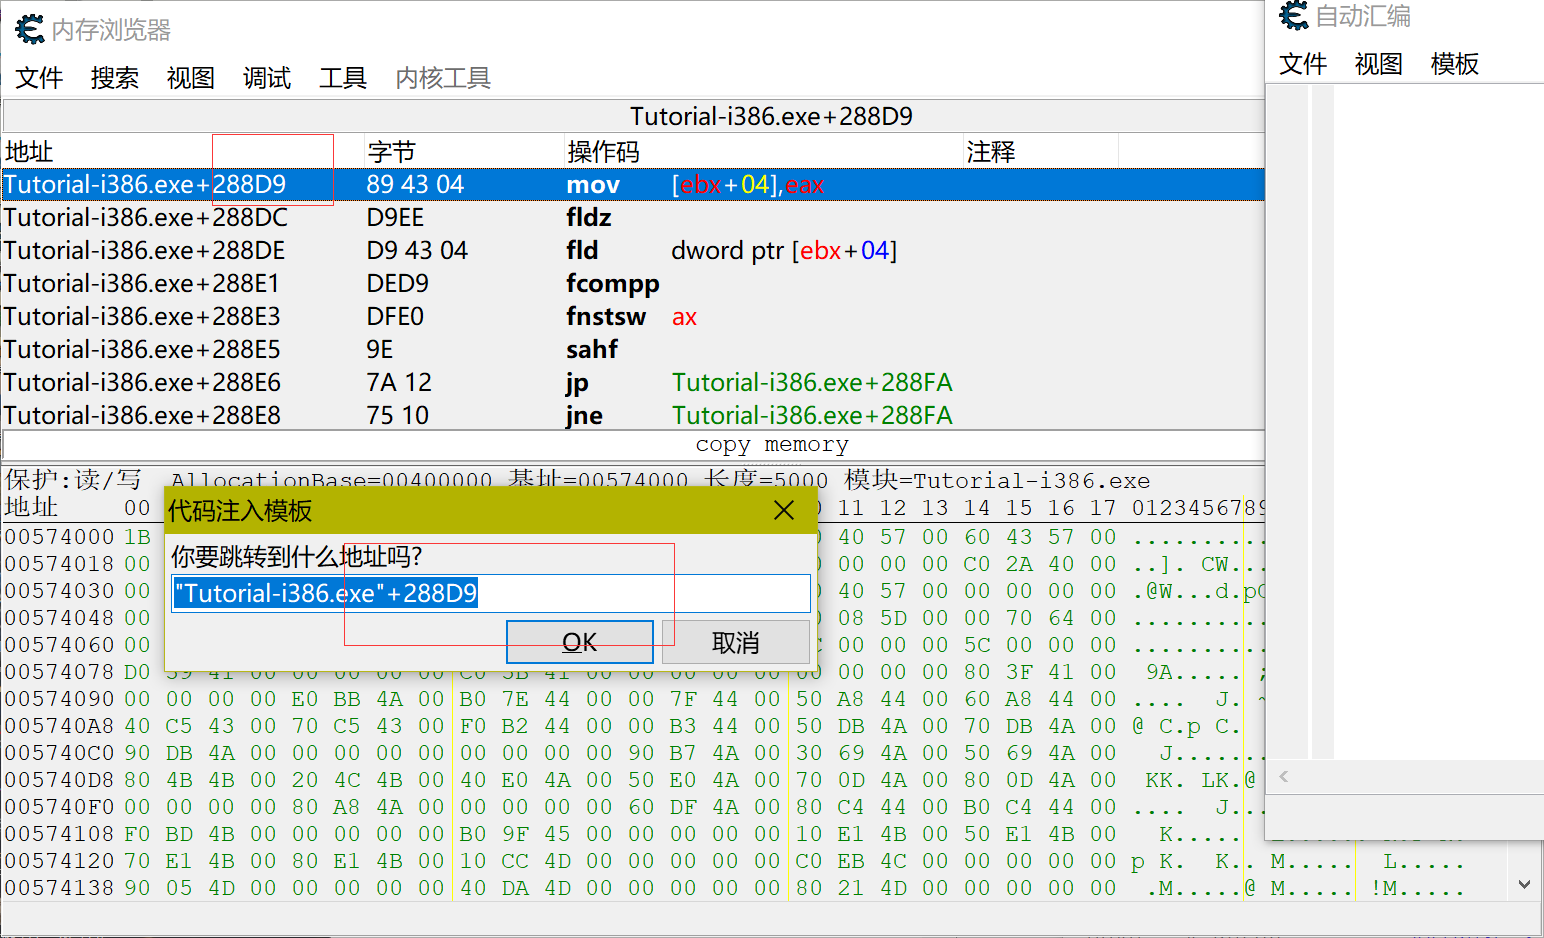 内存浏览器
文件 搜索 视图 调试 工具 内核工具
Tutorial-i386.exe+288D9
地址 字节 操作码 注释
Tutorial-i386.exe+288D9 89 43 04 mov [ebx+04],eax
Tutorial-i386.exe+288DC D9EE fldz
Tutorial-i386.exe+288DE D9 43 04 fld dword ptr [ebx+04]
Tutorial-i386.exe+288E1 DED9 fcompp
Tutorial-i386.exe+288E3 DFE0 fnstsw ax
Tutorial-i386.exe+288E5 9E sahf
Tutorial-i386.exe+288E6 7A 12 jp Tutorial-i386.exe+288FA
Tutorial-i386.exe+288E8 75 10 jne Tutorial-i386.exe+288FA
copy memory
保护:读/写 AllocationBase=00400000 基址=00574000 长度=5000 模块=Tutorial-i386.exe
地址 00 11 12 13 14 15 16 17 0123456789
00574000 1B 40 57 00 60 43 57 00 ..........
00574018 00 00 00 00 C0 2A 40 00 ..]. CW...
00574030 00 40 57 00 00 00 00 00 .@W...d.p
00574048 00 08 5D 00 00 70 64 00 ..........
00574060 00 00 00 00 5C 00 00 00 ..........
00574078 D0 39 41 00 00 00 00 00 C0 3B 41 00 00 00 00 00 00 00 00 00 80 3F 41 00 9A..... ;
00574090 00 00 00 00 E0 BB 4A 00 B0 7E 44 00 00 7F 44 00 50 A8 44 00 60 A8 44 00 .... J. ~
005740A8 40 C5 43 00 70 C5 43 00 F0 B2 44 00 00 B3 44 00 50 DB 4A 00 70 DB 4A 00 @ C.p C.
005740C0 90 DB 4A 00 00 00 00 00 00 00 00 00 90 B7 4A 00 30 69 4A 00 50 69 4A 00 J.......
005740D8 80 4B 4B 00 20 4C 4B 00 40 E0 4A 00 50 E0 4A 00 70 0D 4A 00 80 0D 4A 00 KK. LK.@
005740F0 00 00 00 00 80 A8 4A 00 00 00 00 00 60 DF 4A 00 80 C4 44 00 B0 C4 44 00 .... J...
00574108 F0 BD 4B 00 00 00 00 00 B0 9F 45 00 00 00 00 00 10 E1 4B 00 50 E1 4B 00 K.....
00574120 70 E1 4B 00 80 E1 4B 00 10 CC 4D 00 00 00 00 00 C0 EB 4C 00 00 00 00 00 p K. K.. M...... L.....
00574138 90 05 4D 00 00 00 00 00 40 DA 4D 00 00 00 00 00 80 21 4D 00 00 00 00 00 .M.....@ M..... !M.....
代码注入模板
你要跳转到什么地址吗?
"Tutorial-i386.exe"+288D9
OK 取消
自动汇编
文件 视图 模板